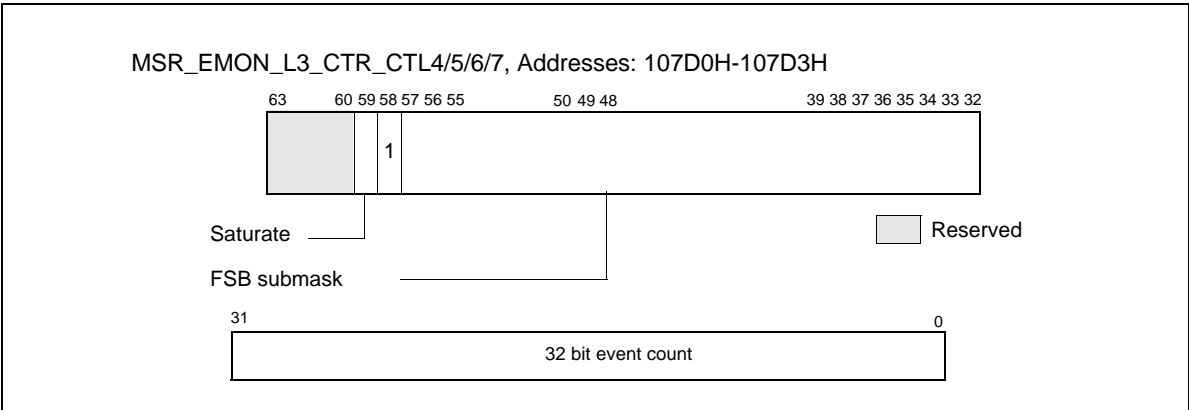 MSR_EMON_L3_CTR_CTL4/5/6/7, Addresses: 107D0H-107D3H
63 60 59 58 57 56 55 50 49 48 39 38 37 36 35 34 33 32
1
Saturate
Reserved
FSB submask
31 0
32 bit event count